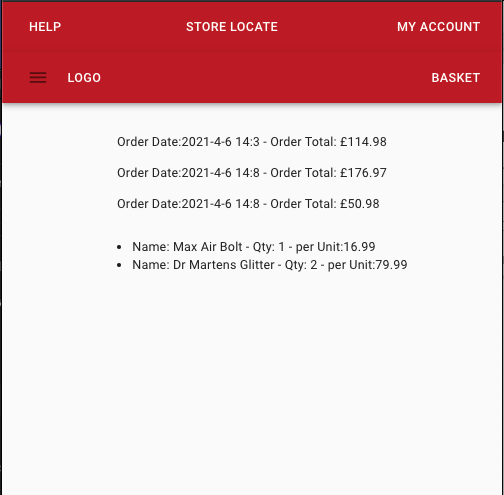 HELP STORE LOCATE MY ACCOUNT
LOGO BASKET
Order Date:2021-4-6 14:3 - Order Total: £114.98
Order Date:2021-4-6 14:8 - Order Total: £176.97
Order Date:2021-4-6 14:8 - Order Total: £50.98
• Name: Max Air Bolt - Qty: 1 - per Unit:16.99
• Name: Dr Martens Glitter - Qty: 2 - per Unit:79.99